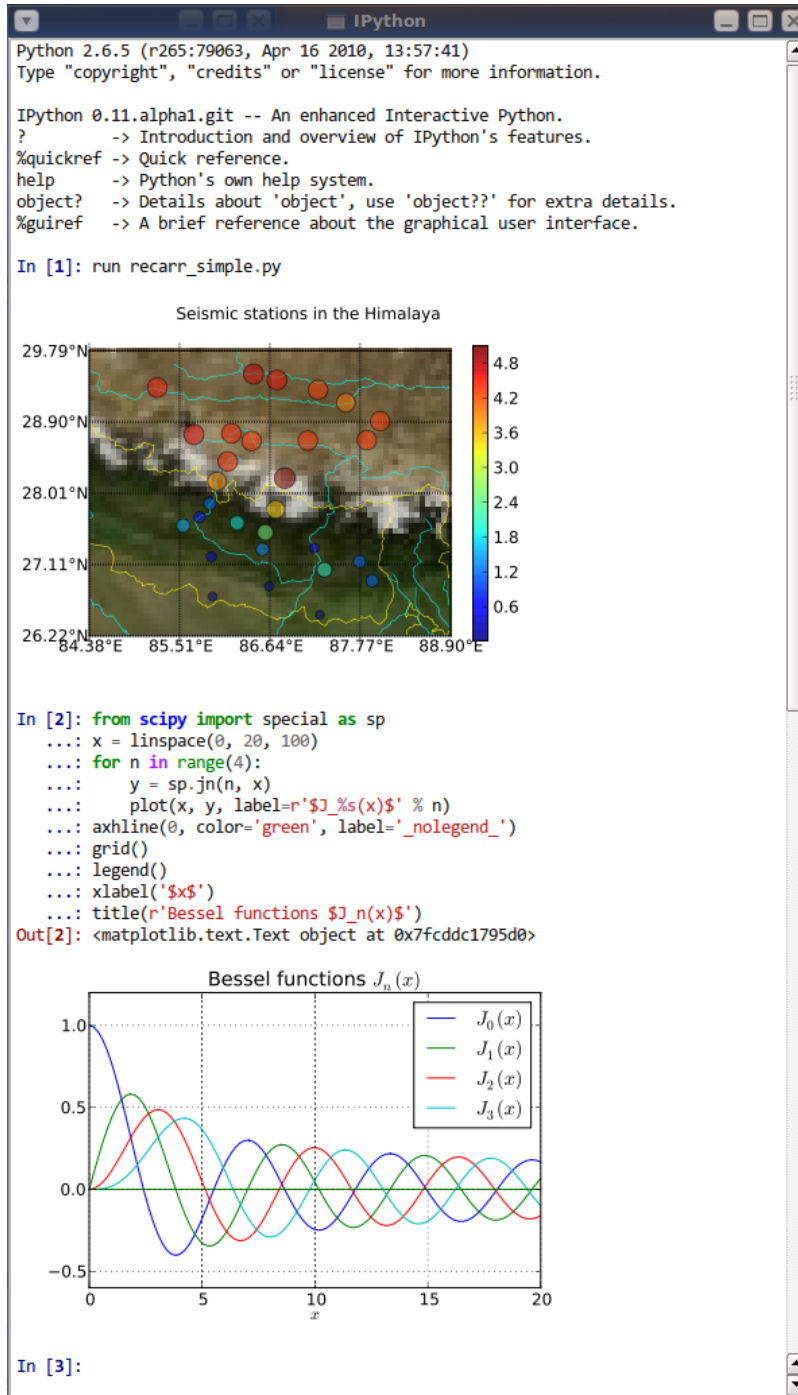 IPython
Python 2.6.5 (r265:79063, Apr 16 2010, 13:57:41)
Type "copyright", "credits" or "license" for more information.
IPython 0.11.alpha1.git -- An enhanced Interactive Python.
?         -> Introduction and overview of IPython's features.
%quickref -> Quick reference.
help      -> Python's own help system.
object?   -> Details about 'object', use 'object??' for extra details.
%guiref   -> A brief reference about the graphical user interface.
In [1]: run recarr_simple.py
Seismic stations in the Himalaya
29.79°N
28.90°N
28.01°N
27.11°N
26.22°N
84.38°E 85.51°E 86.64°E 87.77°E 88.90°E
4.8
4.2
3.6
3.0
2.4
1.8
1.2
0.6
In [2]: from scipy import special as sp
   ...: x = linspace(0, 20, 100)
   ...: for n in range(4):
   ...:     y = sp.jn(n, x)
   ...:     plot(x, y, label=r'$J_%s(x)$' % n)
   ...: axhline(0, color='green', label='_nolegend_')
   ...: grid()
   ...: legend()
   ...: xlabel('$x$')
   ...: title(r'Bessel functions $J_n(x)$')
Out[2]: <matplotlib.text.Text object at 0x7fcddc1795d0>
Bessel functions J_n(x)
1.0
0.5
0.0
−0.5
J_0(x)
J_1(x)
J_2(x)
J_3(x)
0 5 10 15 20
x
In [3]: